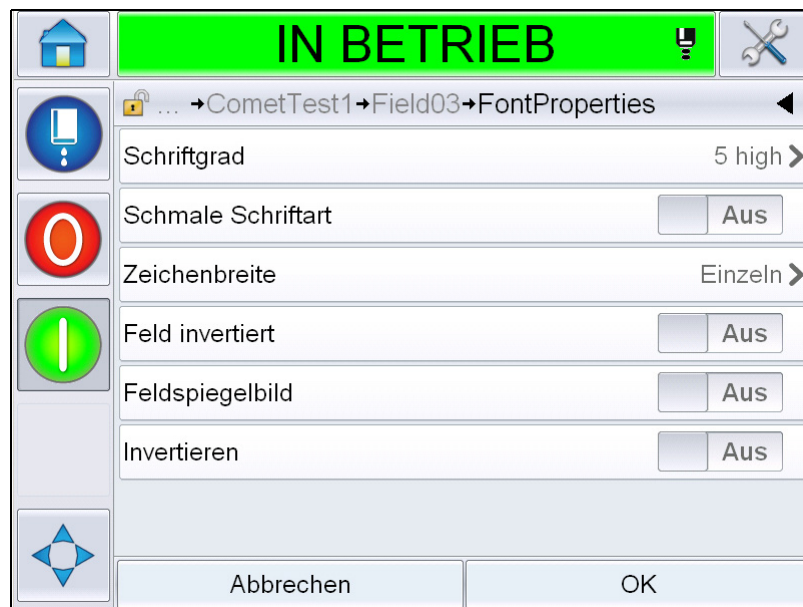 IN BETRIEB
... →CometTest1→Field03→FontProperties
Schriftgrad 5 high
Schmale Schriftart Aus
Zeichenbreite Einzeln
Feld invertiert Aus
Feldspiegelbild Aus
Invertieren Aus
Abbrechen OK